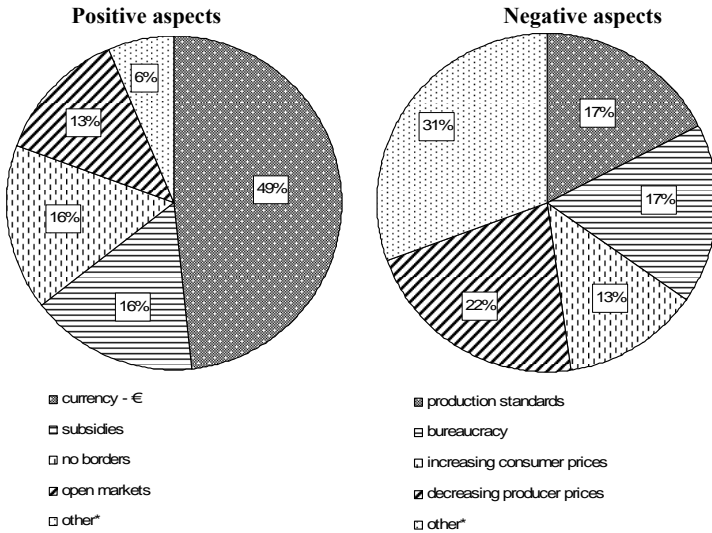 Positive aspects
6%
13%
49%
16%
16%
currency - €
subsidies
no borders
open markets
other*
Negative aspects
31%
17%
17%
22%
13%
production standards
bureaucracy
increasing consumer prices
decreasing producer prices
other*